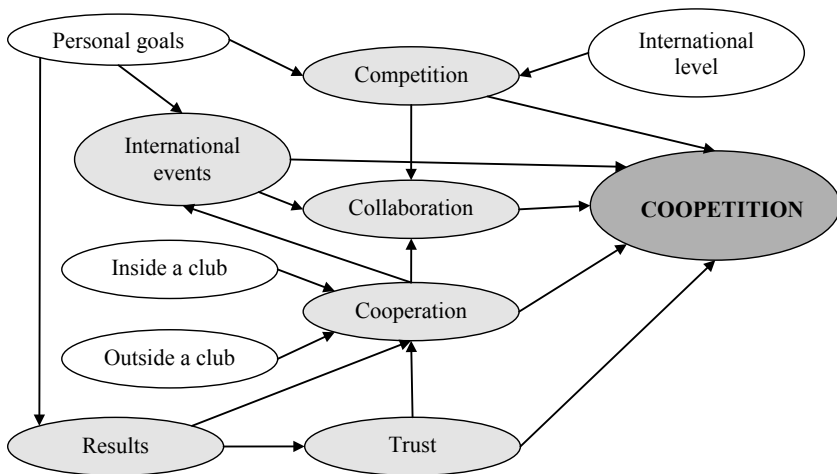 Personal goals
International
level
Competition
International
events
Collaboration
COOPETITION
Inside a club
Cooperation
Outside a club
Results
Trust